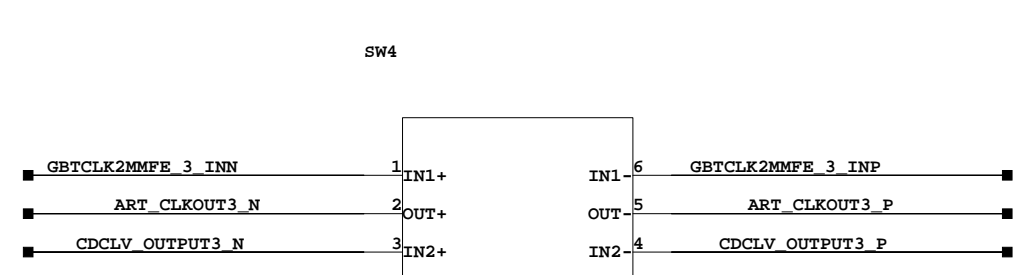 SW4
GBTCLK2MMFE_3_INN 1 IN1+ IN1- 6 GBTCLK2MMFE_3_INP
ART_CLKOUT3_N 2 OUT+ OUT- 5 ART_CLKOUT3_P
CDCLV_OUTPUT3_N 3 IN2+ IN2- 4 CDCLV_OUTPUT3_P